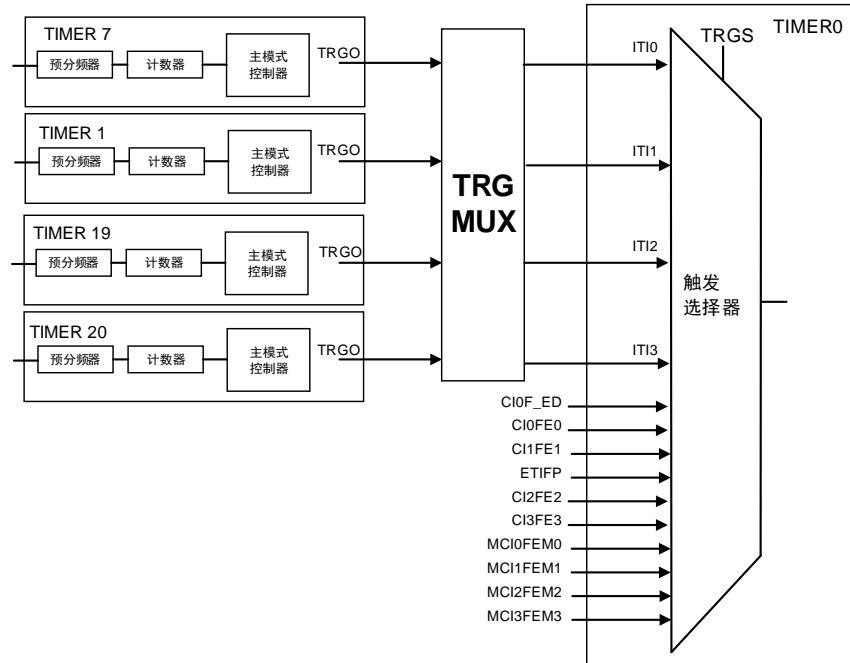 TIMER 7
预分频器
计数器
主模式
控制器
TRGO
TIMER 1
预分频器
计数器
主模式
控制器
TRGO
TIMER 19
预分频器
计数器
主模式
控制器
TRGO
TIMER 20
预分频器
计数器
主模式
控制器
TRGO
TRG
MUX
TIMER0
TRGS
ITI0
ITI1
ITI2
ITI3
触发
选择器
CI0F_ED
CI0FE0
CI1FE1
ETIFP
CI2FE2
CI3FE3
MCI0FEM0
MCI1FEM1
MCI2FEM2
MCI3FEM3